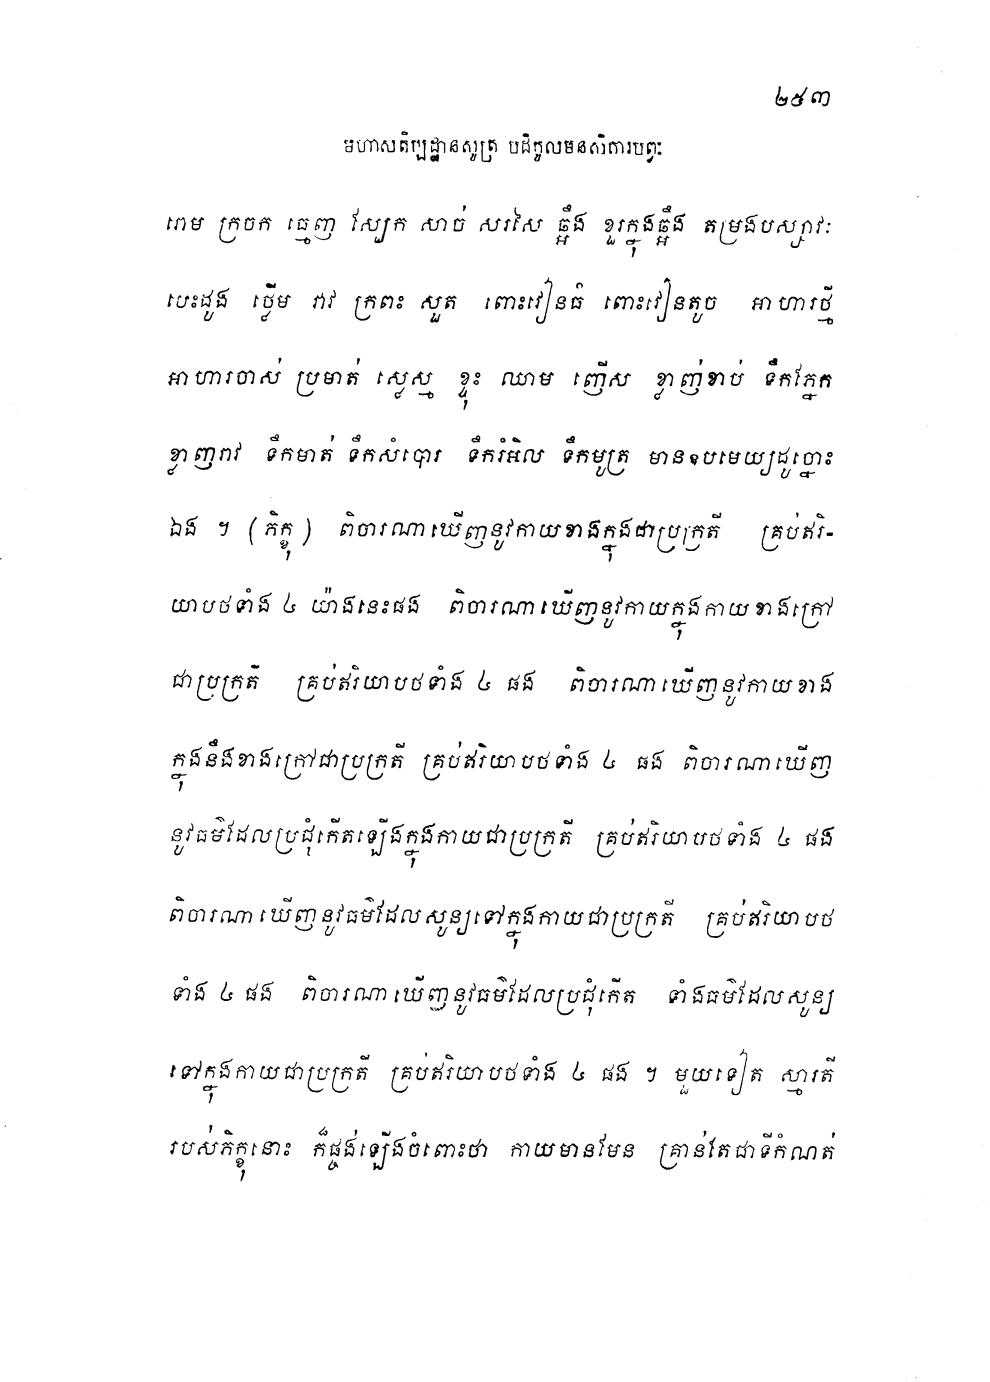 ២៥៣
មហាសតិប្បដ្ឋានសូត្រ បដិកូលមនសិការបព្វៈ
រោម ក្រចក ធ្មេញ ស្បែក សាច់ សរសៃ ឆ្អឹង ខួរក្នុងឆ្អឹង តម្រងបស្សាវៈ
បេះដូង ថ្លើម វាវ ក្រពះ សួត ពោះវៀនធំ ពោះវៀនតូច អាហារថ្មី
អាហារចាស់ ប្រមាត់ ស្លេស្ម ខ្ទុះ ឈាម ញើស ខ្លាញ់ខាប់ ទឹកភ្នែក
ខ្លាញរាវ ទឹកមាត់ ទឹកសំបោរ ទឹករំអិល ទឹកមូត្រ មានឧបមេយ្យដូច្នោះ
ឯង ។ (ភិក្ខុ) ពិចារណាឃើញនូវកាយខាងក្នុងជាប្រក្រតី គ្រប់ឥរិ-
យាបថទាំង ៤ យ៉ាងនេះផង ពិចារណាឃើញនូវកាយក្នុងកាយខាងក្រៅ
ជាប្រក្រតី គ្រប់ឥរិយាបថទាំង ៤ ផង ពិចារណាឃើញនូវកាយខាង
ក្នុងនឹងខាងក្រៅជាប្រក្រតី គ្រប់ឥរិយាបថទាំង ៤ ផង ពិចារណាឃើញ
នូវធម៌ដែលប្រជុំកើតឡើងក្នុងកាយជាប្រក្រតី គ្រប់ឥរិយាបថទាំង ៤ ផង
ពិចារណាឃើញនូវធម៌ដែលសូន្យទៅក្នុងកាយជាប្រក្រតី គ្រប់ឥរិយាបថ
ទាំង ៤ ផង ពិចារណាឃើញនូវធម៌ដែលប្រជុំកើត ទាំងធម៌ដែលសូន្យ
ទៅក្នុងកាយជាប្រក្រតី គ្រប់ឥរិយាបថទាំង ៤ ផង ។ មួយទៀត ស្មារតី
របស់ភិក្ខុនោះ ក៏ផ្ចង់ឡើងចំពោះថា កាយមានមែន គ្រាន់តែជាទីកំណត់